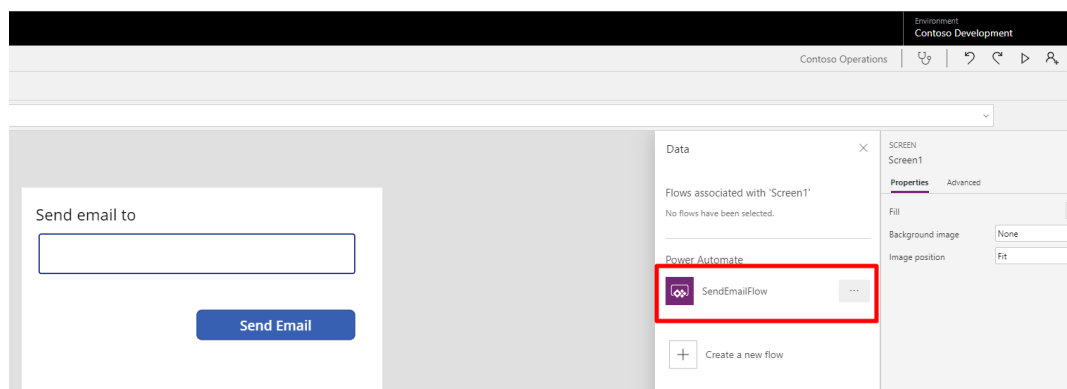 Environment
Contoso Development
Contoso Operations
Data
Flows associated with 'Screen1'
No flows have been selected.
Power Automate
SendEmailFlow
...
Create a new flow
SCREEN
Screen1
Properties Advanced
Fill
Background image None
Image position Fit
Send email to
Send Email